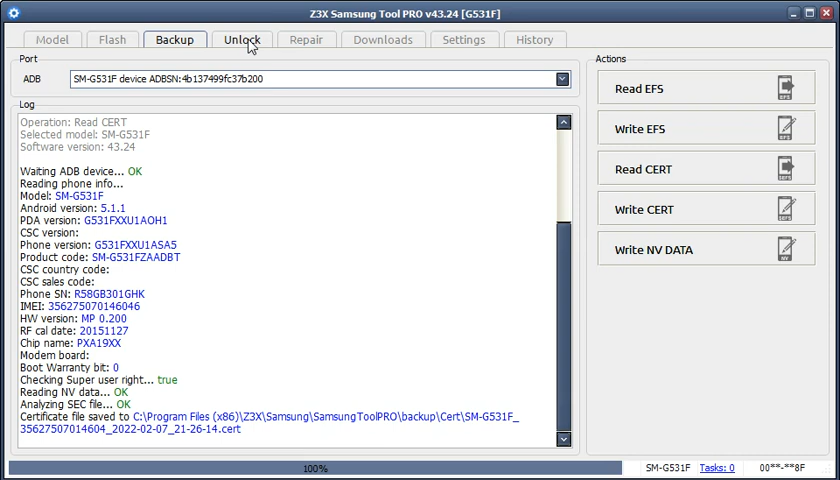 Z3X Samsung Tool PRO v43.24 [G531F]
Model Flash Backup Unlock Repair Downloads Settings History
Port
ADB SM-G531F device ADBSN:4b137499fc37b200
Log
Operation: Read CERT
Selected model: SM-G531F
Software version: 43.24
Waiting ADB device... OK
Reading phone info...
Model: SM-G531F
Android version: 5.1.1
PDA version: G531FXXU1AOH1
CSC version:
Phone version: G531FXXU1ASA5
Product code: SM-G531FZAADBT
CSC country code:
CSC sales code:
Phone SN: R58GB301GHK
IMEI: 356275070146046
HW version: MP 0.200
RF cal date: 20151127
Chip name: PXA19XX
Modem board:
Boot Warranty bit: 0
Checking Super user right... true
Reading NV data... OK
Analyzing SEC file... OK
Certificate file saved to C:\Program Files (x86)\Z3X\Samsung\SamsungToolPRO\backup\Cert\SM-G531F_
35627507014604_2022-02-07_21-26-14.cert
Actions
Read EFS
Write EFS
Read CERT
Write CERT
Write NV DATA
100%
SM-G531F Tasks: 0 00**-**8F